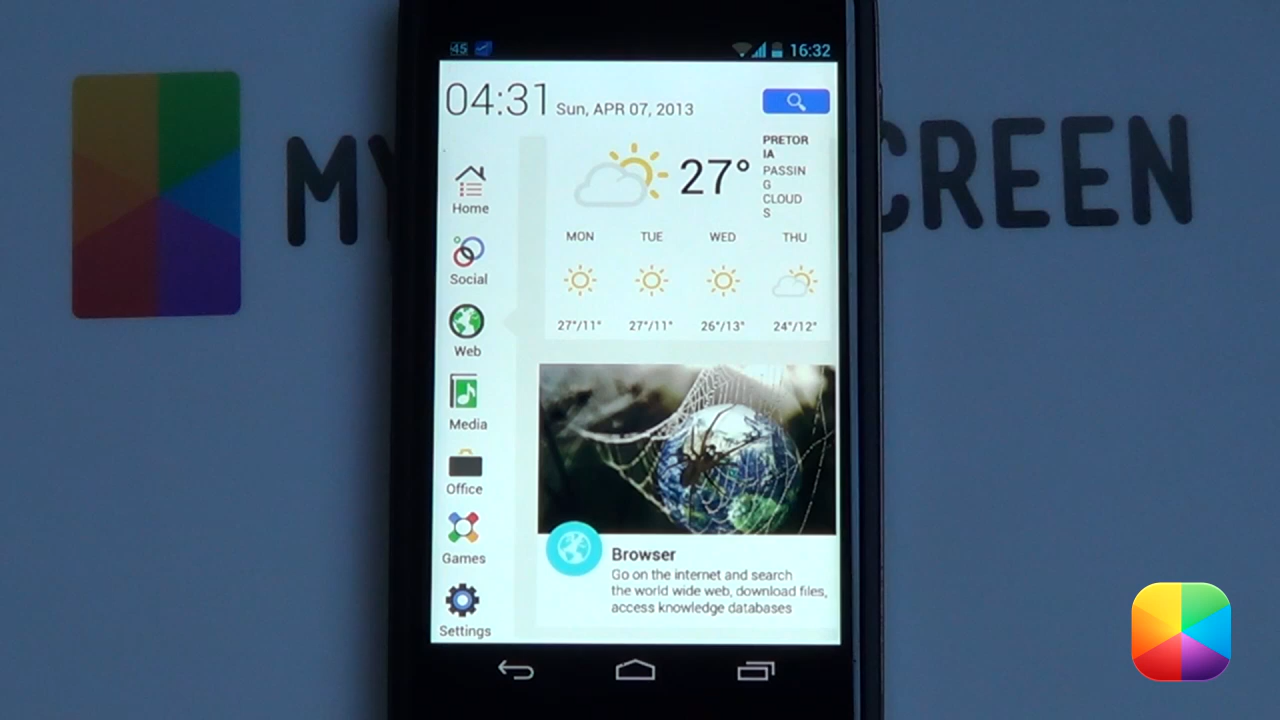 45
16:32
04:31 Sun, APR 07, 2013
MY
CREEN
PRETOR
IA
PASSIN
G
CLOUD
S
27°
MON TUE WED THU
27°/11° 27°/11° 26°/13° 24°/12°
Home
Social
Web
Media
Office
Games
Settings
Browser
Go on the internet and search
the world wide web, download files,
access knowledge databases